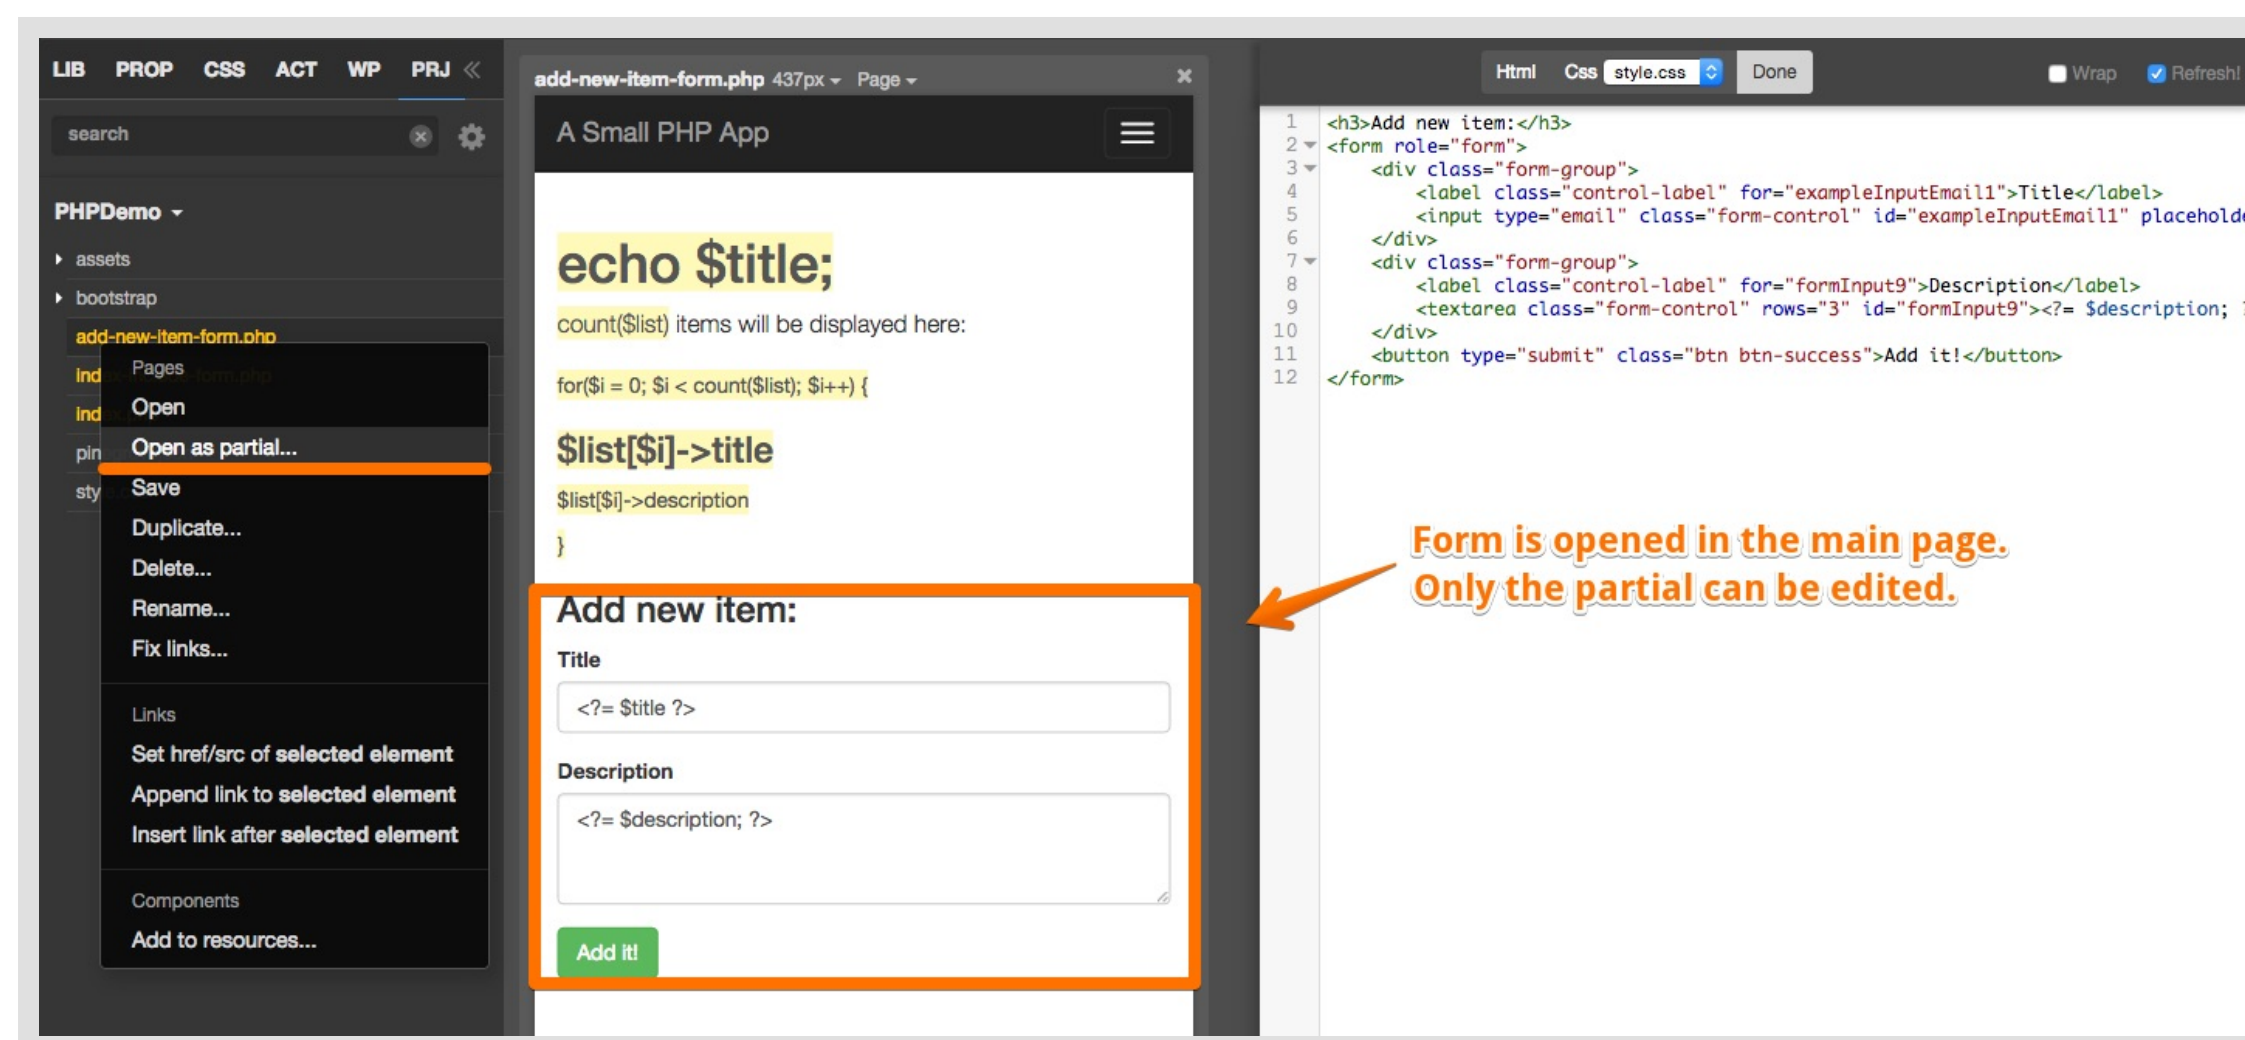 LIB PROP CSS ACT WP PRJ
search
PHPDemo
assets
bootstrap
add-new-item-form.php
ind
ind
pin
sty
Pages
Open
Open as partial...
Save
Duplicate...
Delete...
Rename...
Fix links...
Links
Set href/src of selected element
Append link to selected element
Insert link after selected element
Components
Add to resources...
add-new-item-form.php 437px Page
A Small PHP App
echo $title;
count($list) items will be displayed here:
for($i = 0; $i < count($list); $i++) {
$list[$i]->title
$list[$i]->description
}
Add new item:
Title
<?= $title ?>
Description
<?= $description; ?>
Add it!
Html Css style.css Done Wrap Refresh!
1 <h3>Add new item:</h3>
2 <form role="form">
3 <div class="form-group">
4 <label class="control-label" for="exampleInputEmail1">Title</label>
5 <input type="email" class="form-control" id="exampleInputEmail1" placeholde
6 </div>
7 <div class="form-group">
8 <label class="control-label" for="formInput9">Description</label>
9 <textarea class="form-control" rows="3" id="formInput9"><?= $description; ?
10 </div>
11 <button type="submit" class="btn btn-success">Add it!</button>
12 </form>
Form is opened in the main page.
Only the partial can be edited.